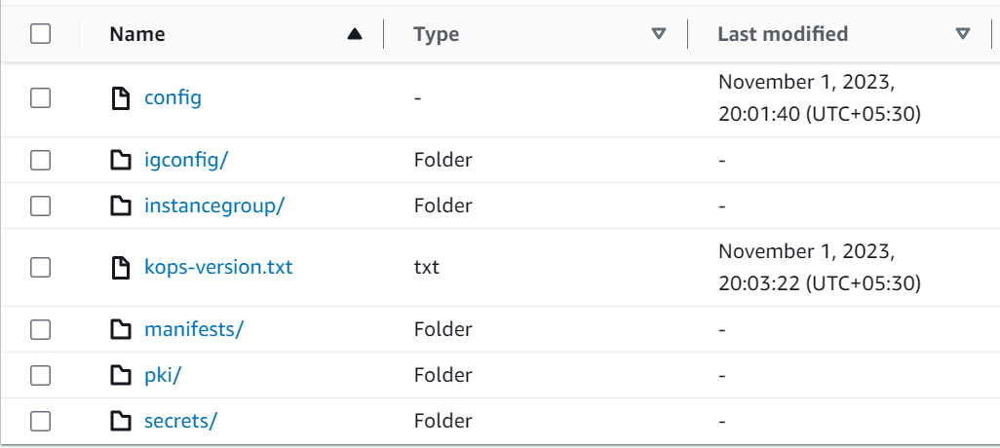 Name Type Last modified
config - November 1, 2023,
20:01:40 (UTC+05:30)
igconfig/ Folder -
instancegroup/ Folder -
kops-version.txt txt November 1, 2023,
20:03:22 (UTC+05:30)
manifests/ Folder -
pki/ Folder -
secrets/ Folder -